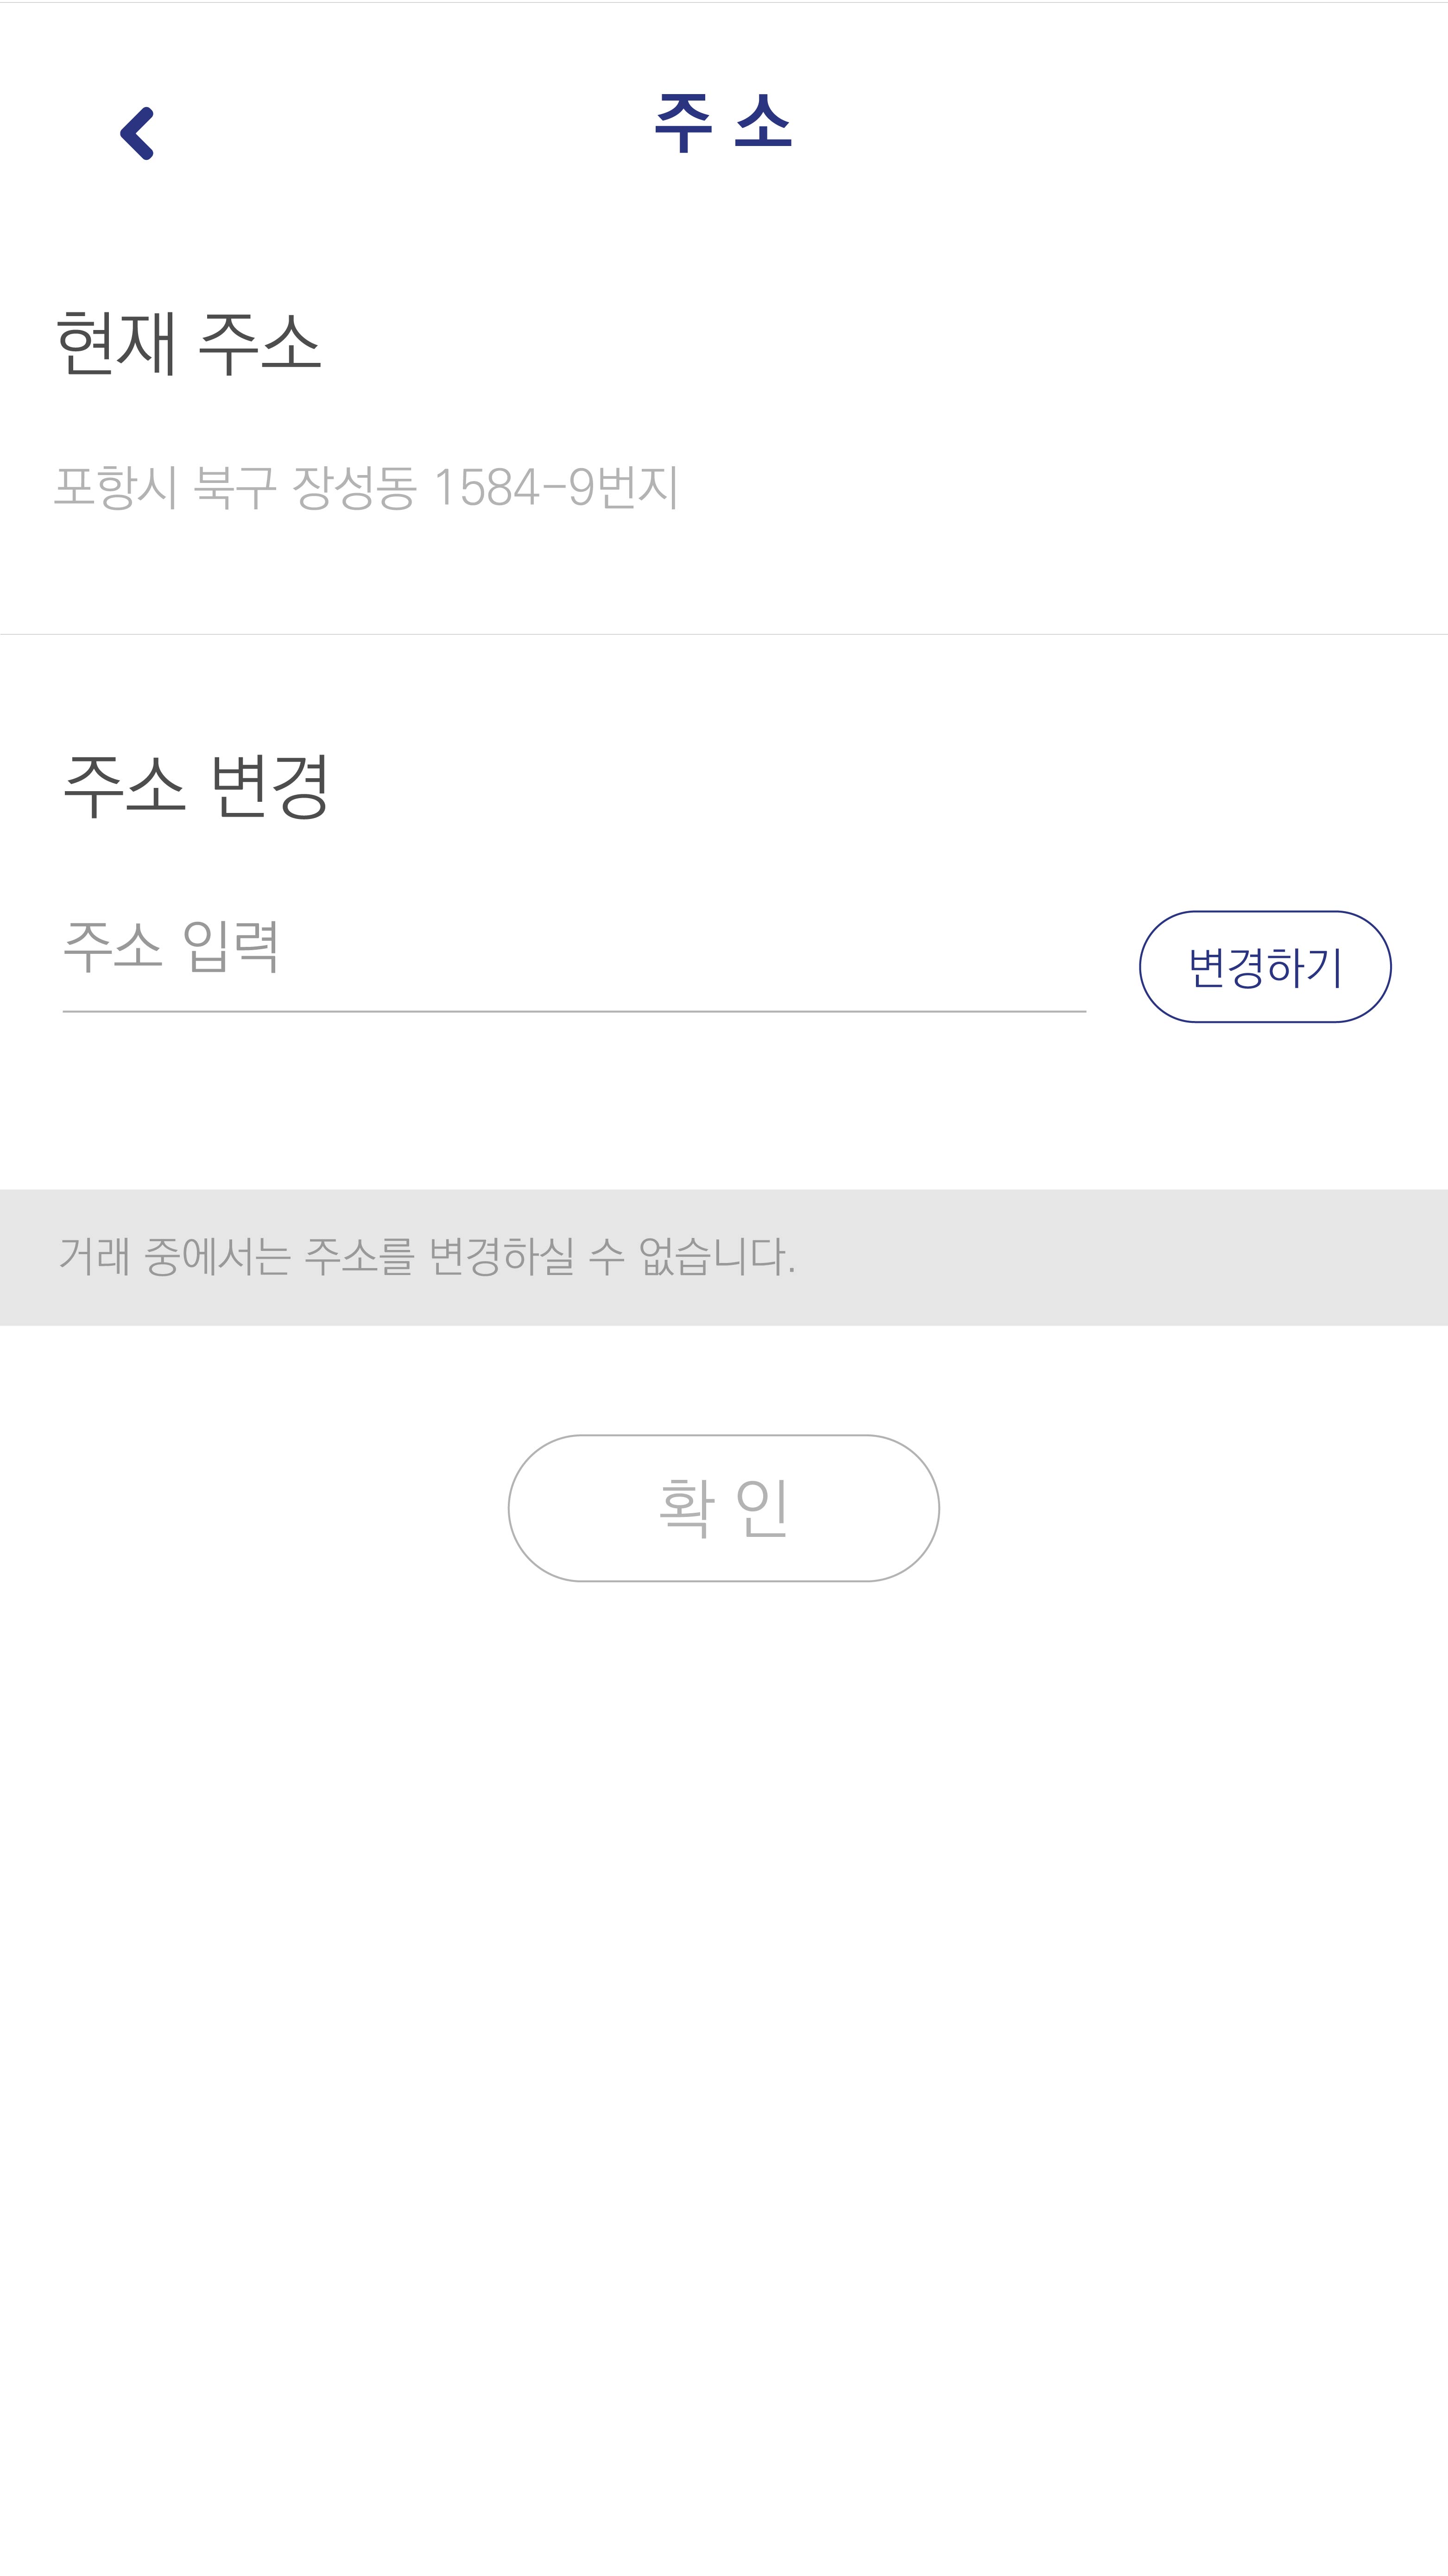 주 소
현재 주소
포항시 북구 장성동 1584-9번지
주소 변경
주소 입력
변경하기
거래 중에서는 주소를 변경하실 수 없습니다.
확 인